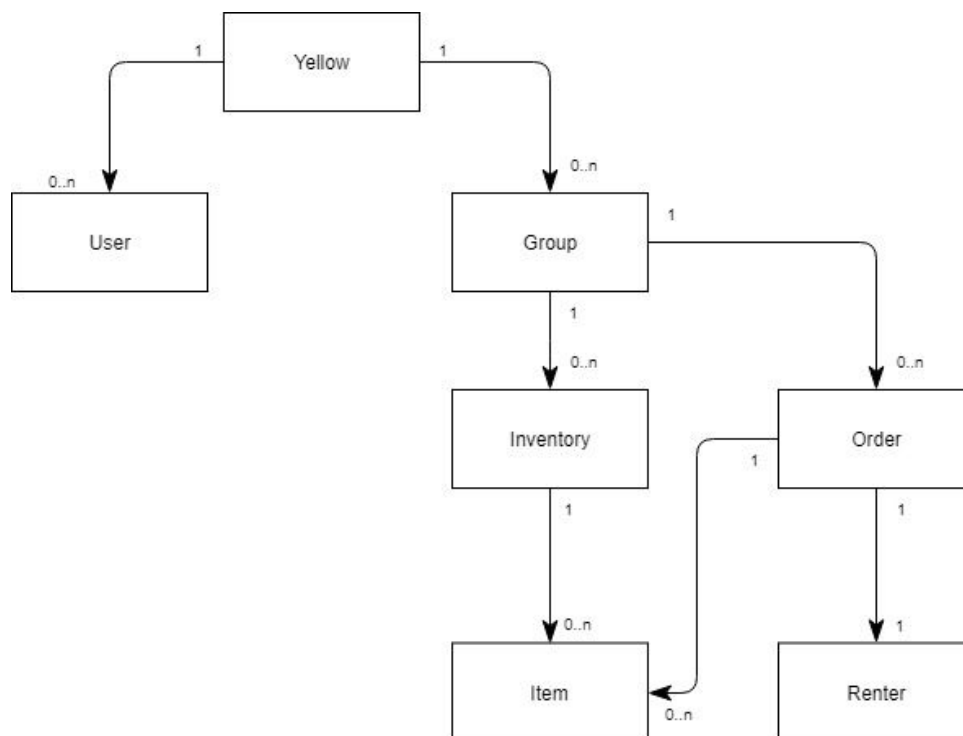 1
Yellow
1
0..n
0..n
User
Group
1
1
0..n
0..n
Inventory
Order
1
1
1
0..n
1
Item
0..n
Renter